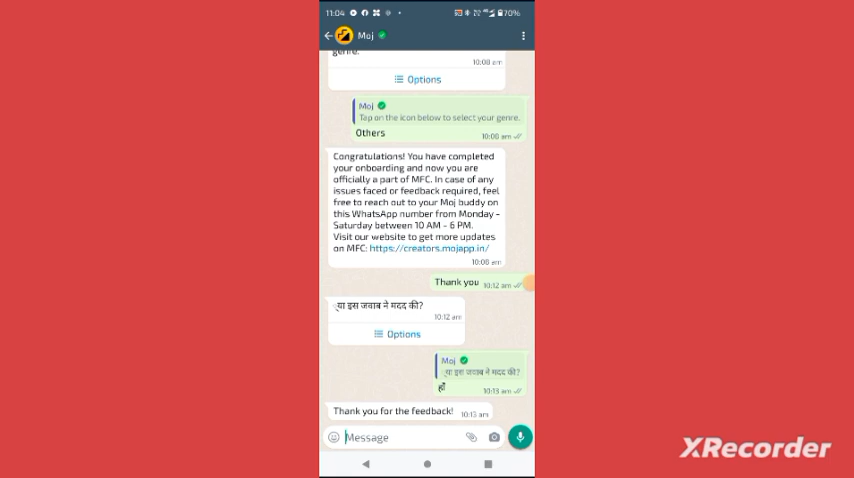 11:04
70%
Moj
genre.
10:08 am
Options
Moj
Tap on the icon below to select your genre.
Others
10:08 am
Congratulations! You have completed
your onboarding and now you are
officially a part of MFC. In case of any
issues faced or feedback required, feel
free to reach out to your Moj buddy on
this WhatsApp number from Monday -
Saturday between 10 AM - 6 PM.
Visit our website to get more updates
on MFC: https://creators.mojapp.in/
10:08 am
Thank you 10:12 am
्या इस जवाब ने मदद की?
10:12 am
Options
Moj
्या इस जवाब ने मदद की?
हाँ
10:13 am
Thank you for the feedback! 10:13 am
Message
XRecorder